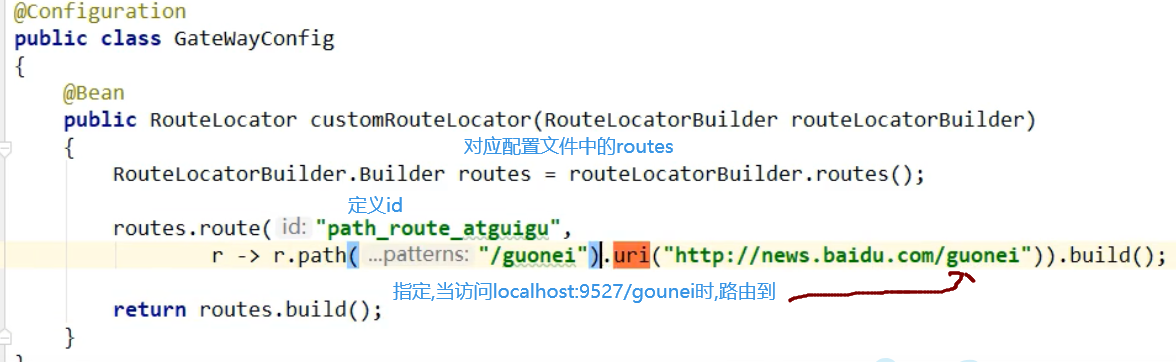 @Configuration
public class GateWayConfig
{
@Bean
public RouteLocator customRouteLocator(RouteLocatorBuilder routeLocatorBuilder)
{ 对应配置文件中的routes
RouteLocatorBuilder.Builder routes = routeLocatorBuilder.routes();
定义id
routes.route( id: "path_route_atguigu",
r -> r.path( ...patterns: "/guonei").uri("http://news.baidu.com/guonei")).build();
指定,当访问localhost:9527/gounei时,路由到
return routes.build();
}
}